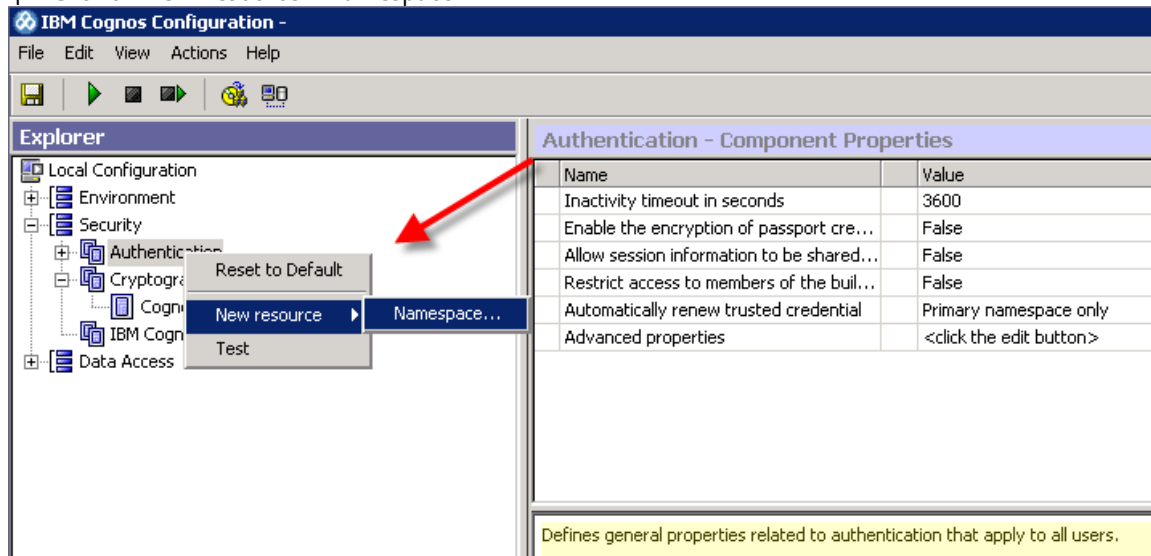 IBM Cognos Configuration -
File Edit View Actions Help
Explorer
Local Configuration
Environment
Security
Authentication
Cryptogra
Cogn
IBM Cogn
Data Access
Reset to Default
New resource
Test
Namespace...
Authentication - Component Properties
Name Value
Inactivity timeout in seconds 3600
Enable the encryption of passport cre... False
Allow session information to be shared... False
Restrict access to members of the buil... False
Automatically renew trusted credential Primary namespace only
Advanced properties <click the edit button>
Defines general properties related to authentication that apply to all users.